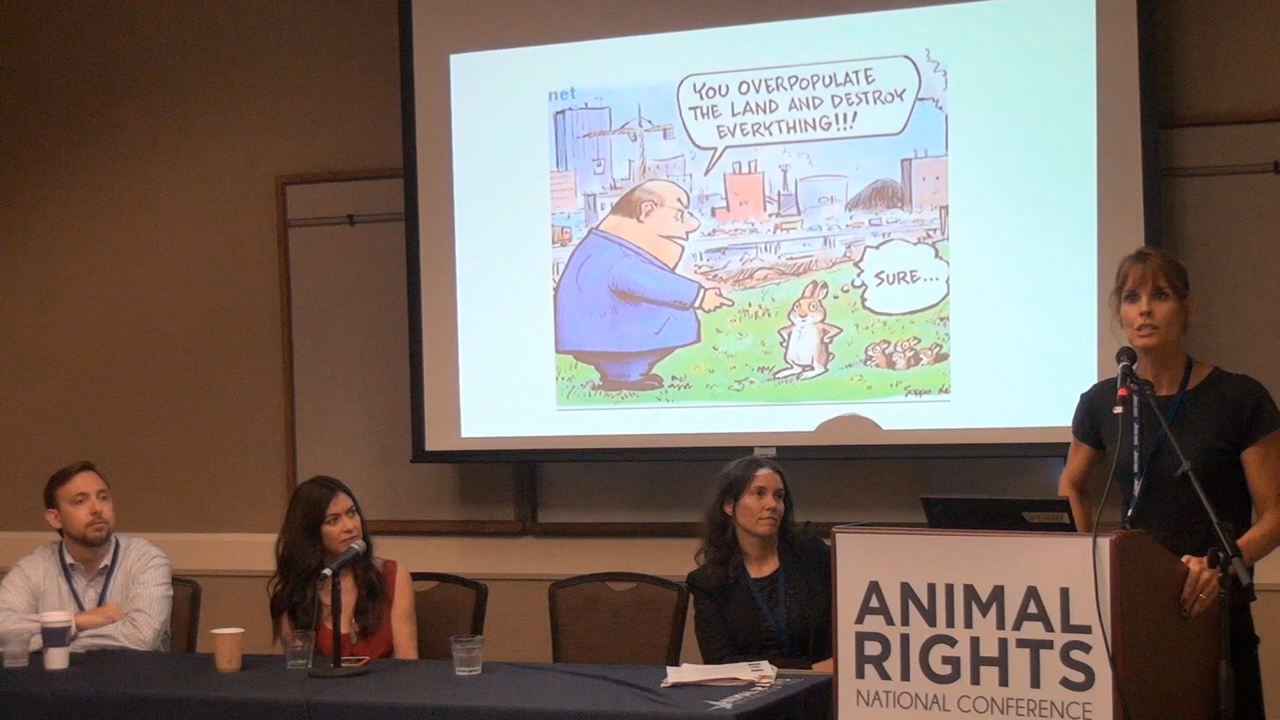 net
YOU OVERPOPULATE
THE LAND AND DESTROY
EVERYTHING!!!
SURE...
ANIMAL
RIGHTS
NATIONAL CONFERENCE